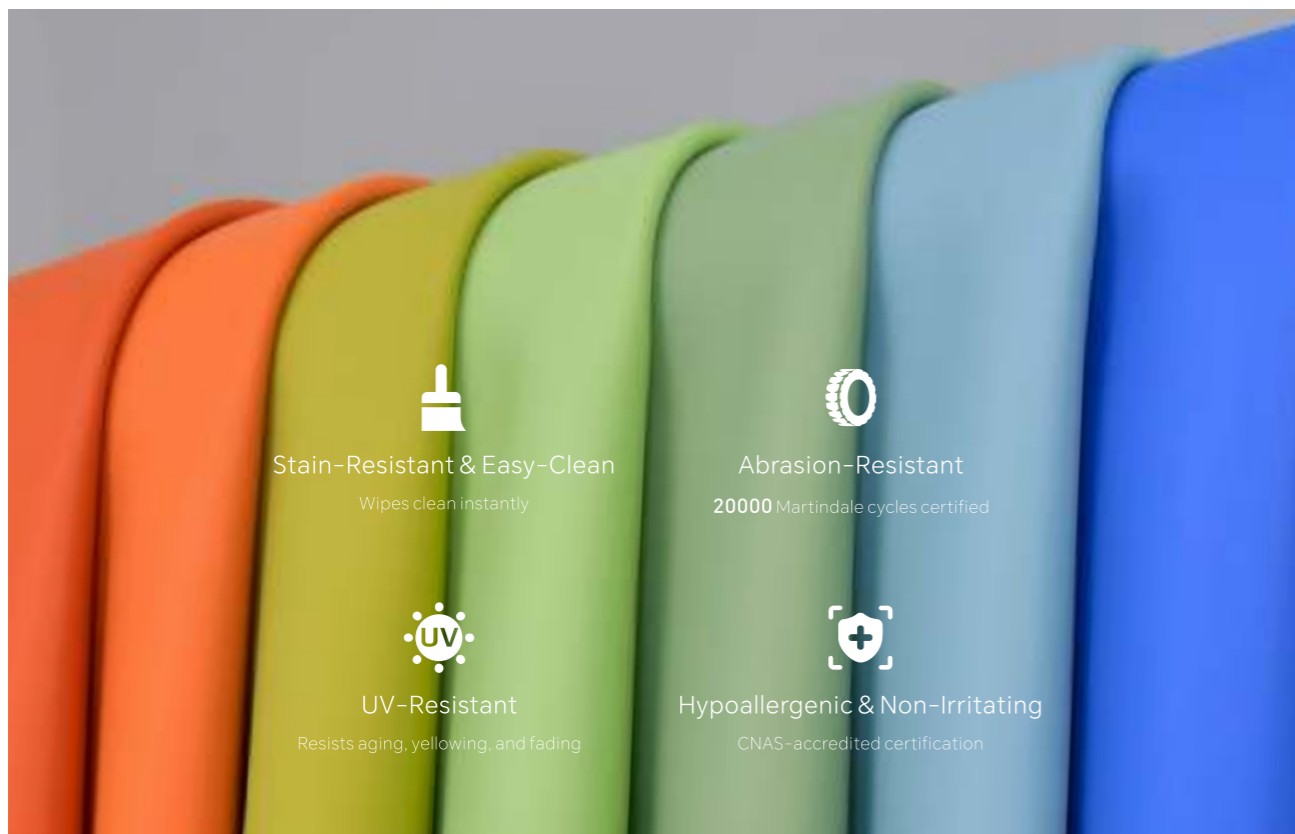 Stain-Resistant & Easy-Clean
Wipes clean instantly
Abrasion-Resistant
20000 Martindale cycles certified
UV
UV-Resistant
Resists aging, yellowing, and fading
Hypoallergenic & Non-Irritating
CNAS-accredited certification